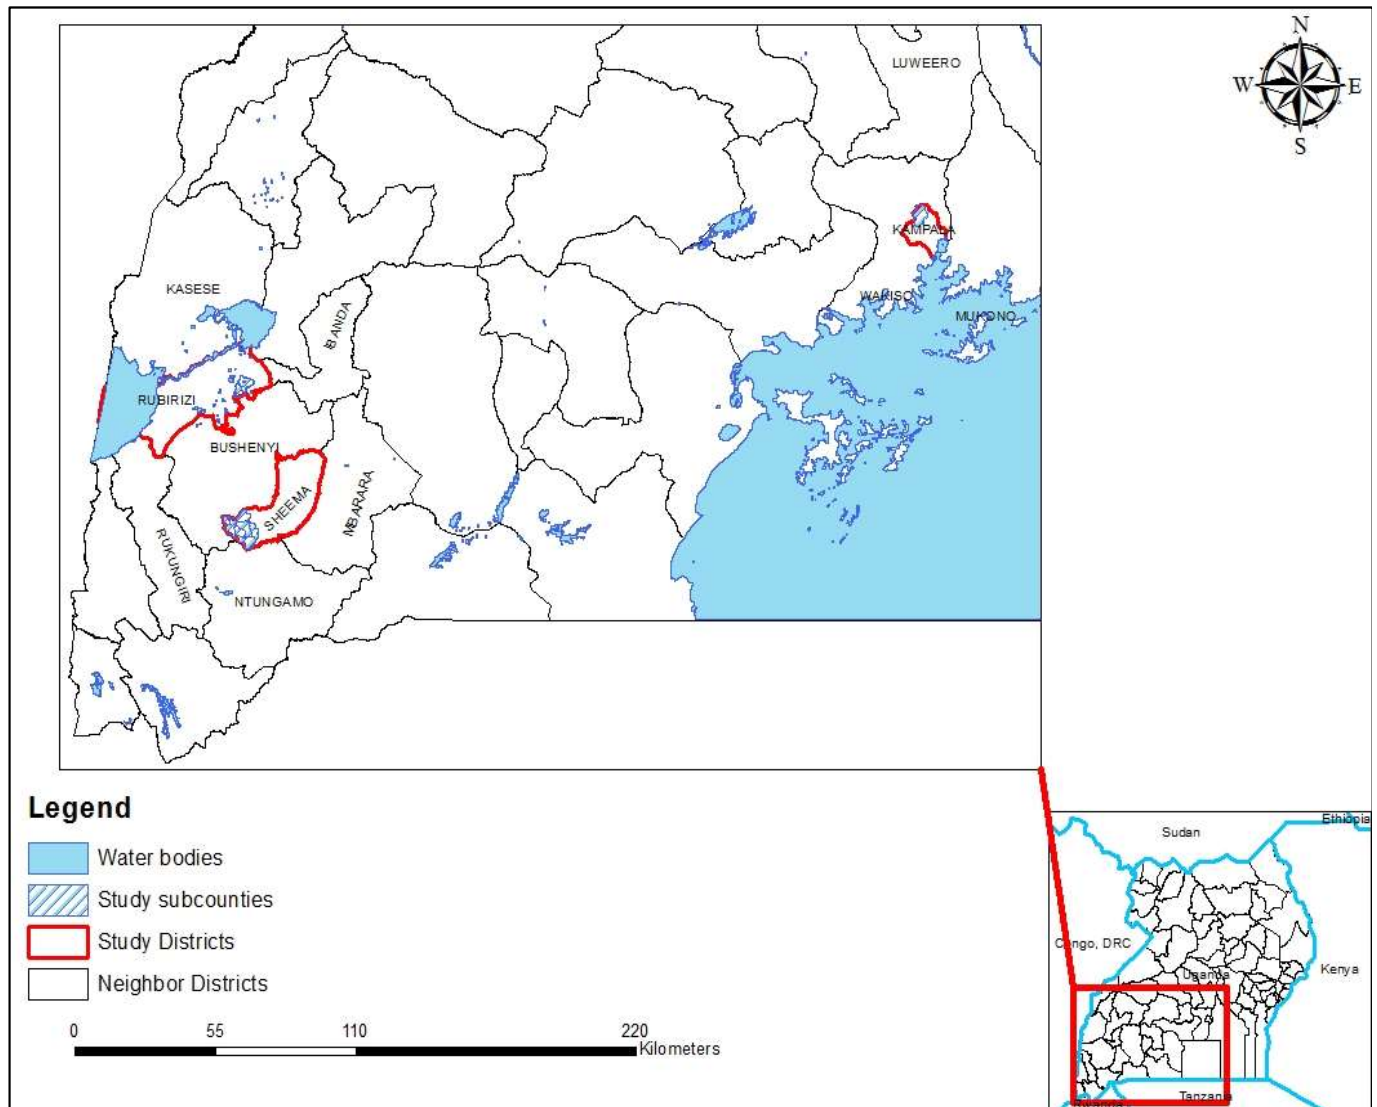 N
W
E
S
LUWEERO
KAMPALA
KASESE
WAKISO
MUKONO
IBANDA
RUBIRIZI
BUSHENYI
SHEEMA
MBARARA
RUKUNGIRI
NTUNGAMO
Legend
Water bodies
Study subcounties
Study Districts
Neighbor Districts
0 55 110 220
Kilometers
Ethiopia
Sudan
Congo, DRC
Uganda
Kenya
Tanzania
Rwanda